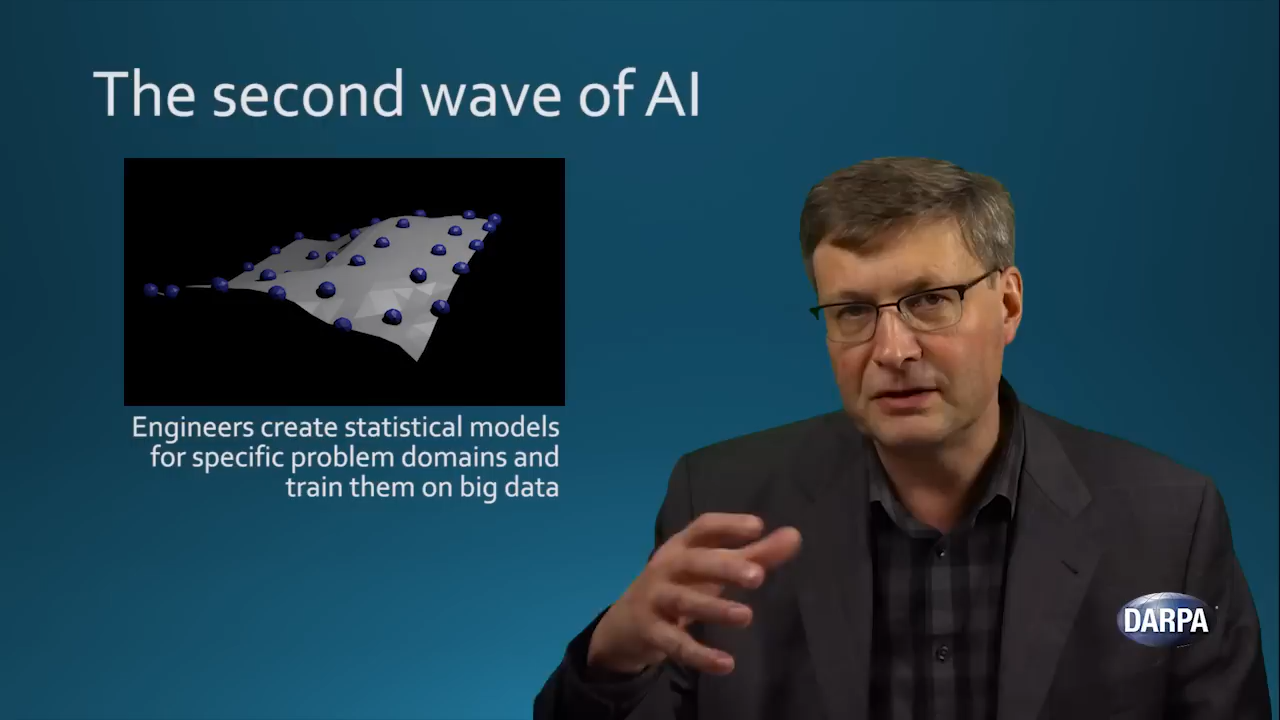 The second wave of AI
Engineers create statistical models
for specific problem domains and
train them on big data
DARPA